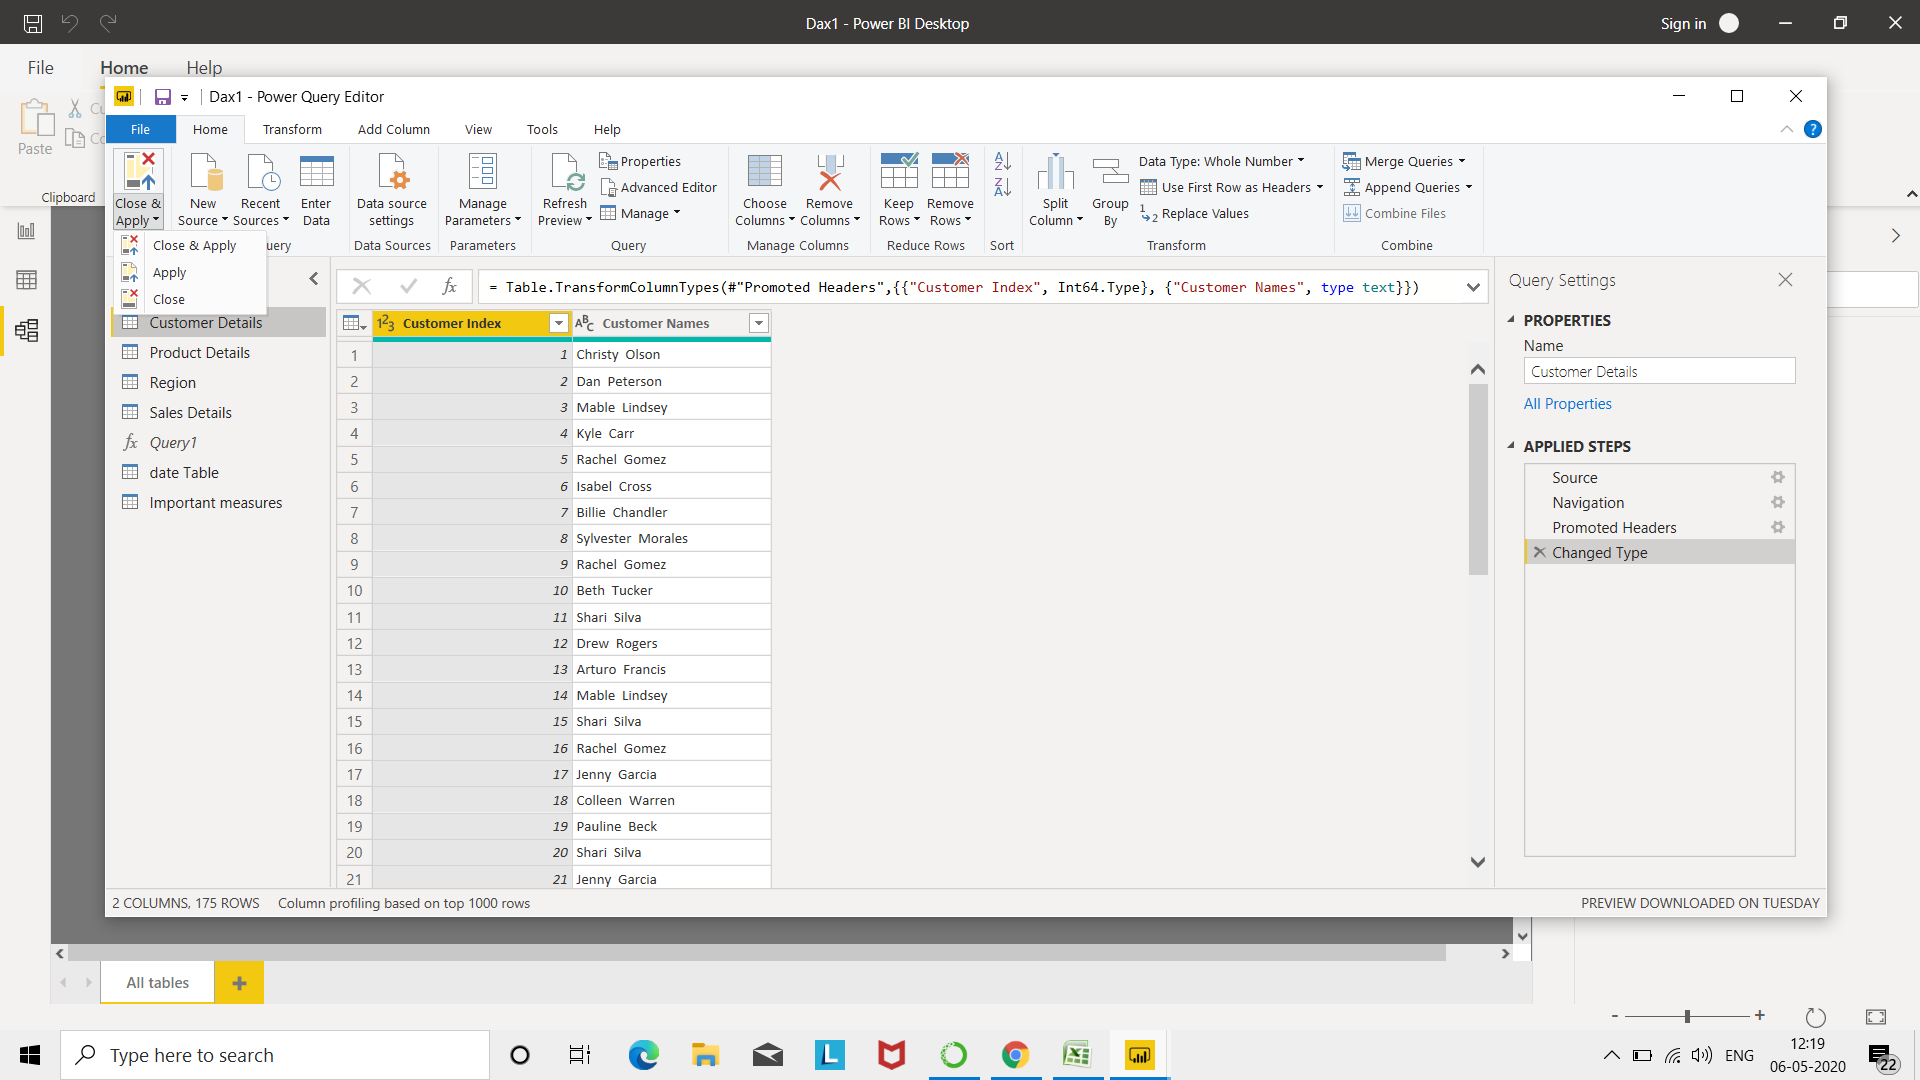 Dax1 - Power BI Desktop
Sign in
File Home Help
Paste
Clipboard
Dax1 - Power Query Editor
File Home Transform Add Column View Tools Help
Close & Apply
New Source
Recent Sources
Enter Data
Data source settings
Data Sources
Manage Parameters
Parameters
Refresh Preview
Properties
Advanced Editor
Manage
Query
Choose Columns
Remove Columns
Manage Columns
Keep Rows
Remove Rows
Reduce Rows
Sort
Split Column
Group By
Data Type: Whole Number
Use First Row as Headers
Replace Values
Transform
Merge Queries
Append Queries
Combine Files
Combine
Close & Apply
Apply
Close
Customer Details
Product Details
Region
Sales Details
fx Query1
date Table
Important measures
fx = Table.TransformColumnTypes(#"Promoted Headers",{{"Customer Index", Int64.Type}, {"Customer Names", type text}})
123 Customer Index ABC Customer Names
1 1 Christy Olson
2 2 Dan Peterson
3 3 Mable Lindsey
4 4 Kyle Carr
5 5 Rachel Gomez
6 6 Isabel Cross
7 7 Billie Chandler
8 8 Sylvester Morales
9 9 Rachel Gomez
10 10 Beth Tucker
11 11 Shari Silva
12 12 Drew Rogers
13 13 Arturo Francis
14 14 Mable Lindsey
15 15 Shari Silva
16 16 Rachel Gomez
17 17 Jenny Garcia
18 18 Colleen Warren
19 19 Pauline Beck
20 20 Shari Silva
21 21 Jenny Garcia
Query Settings
PROPERTIES
Name
Customer Details
All Properties
APPLIED STEPS
Source
Navigation
Promoted Headers
Changed Type
2 COLUMNS, 175 ROWS Column profiling based on top 1000 rows
PREVIEW DOWNLOADED ON TUESDAY
All tables
Type here to search
ENG
12:19
06-05-2020
22